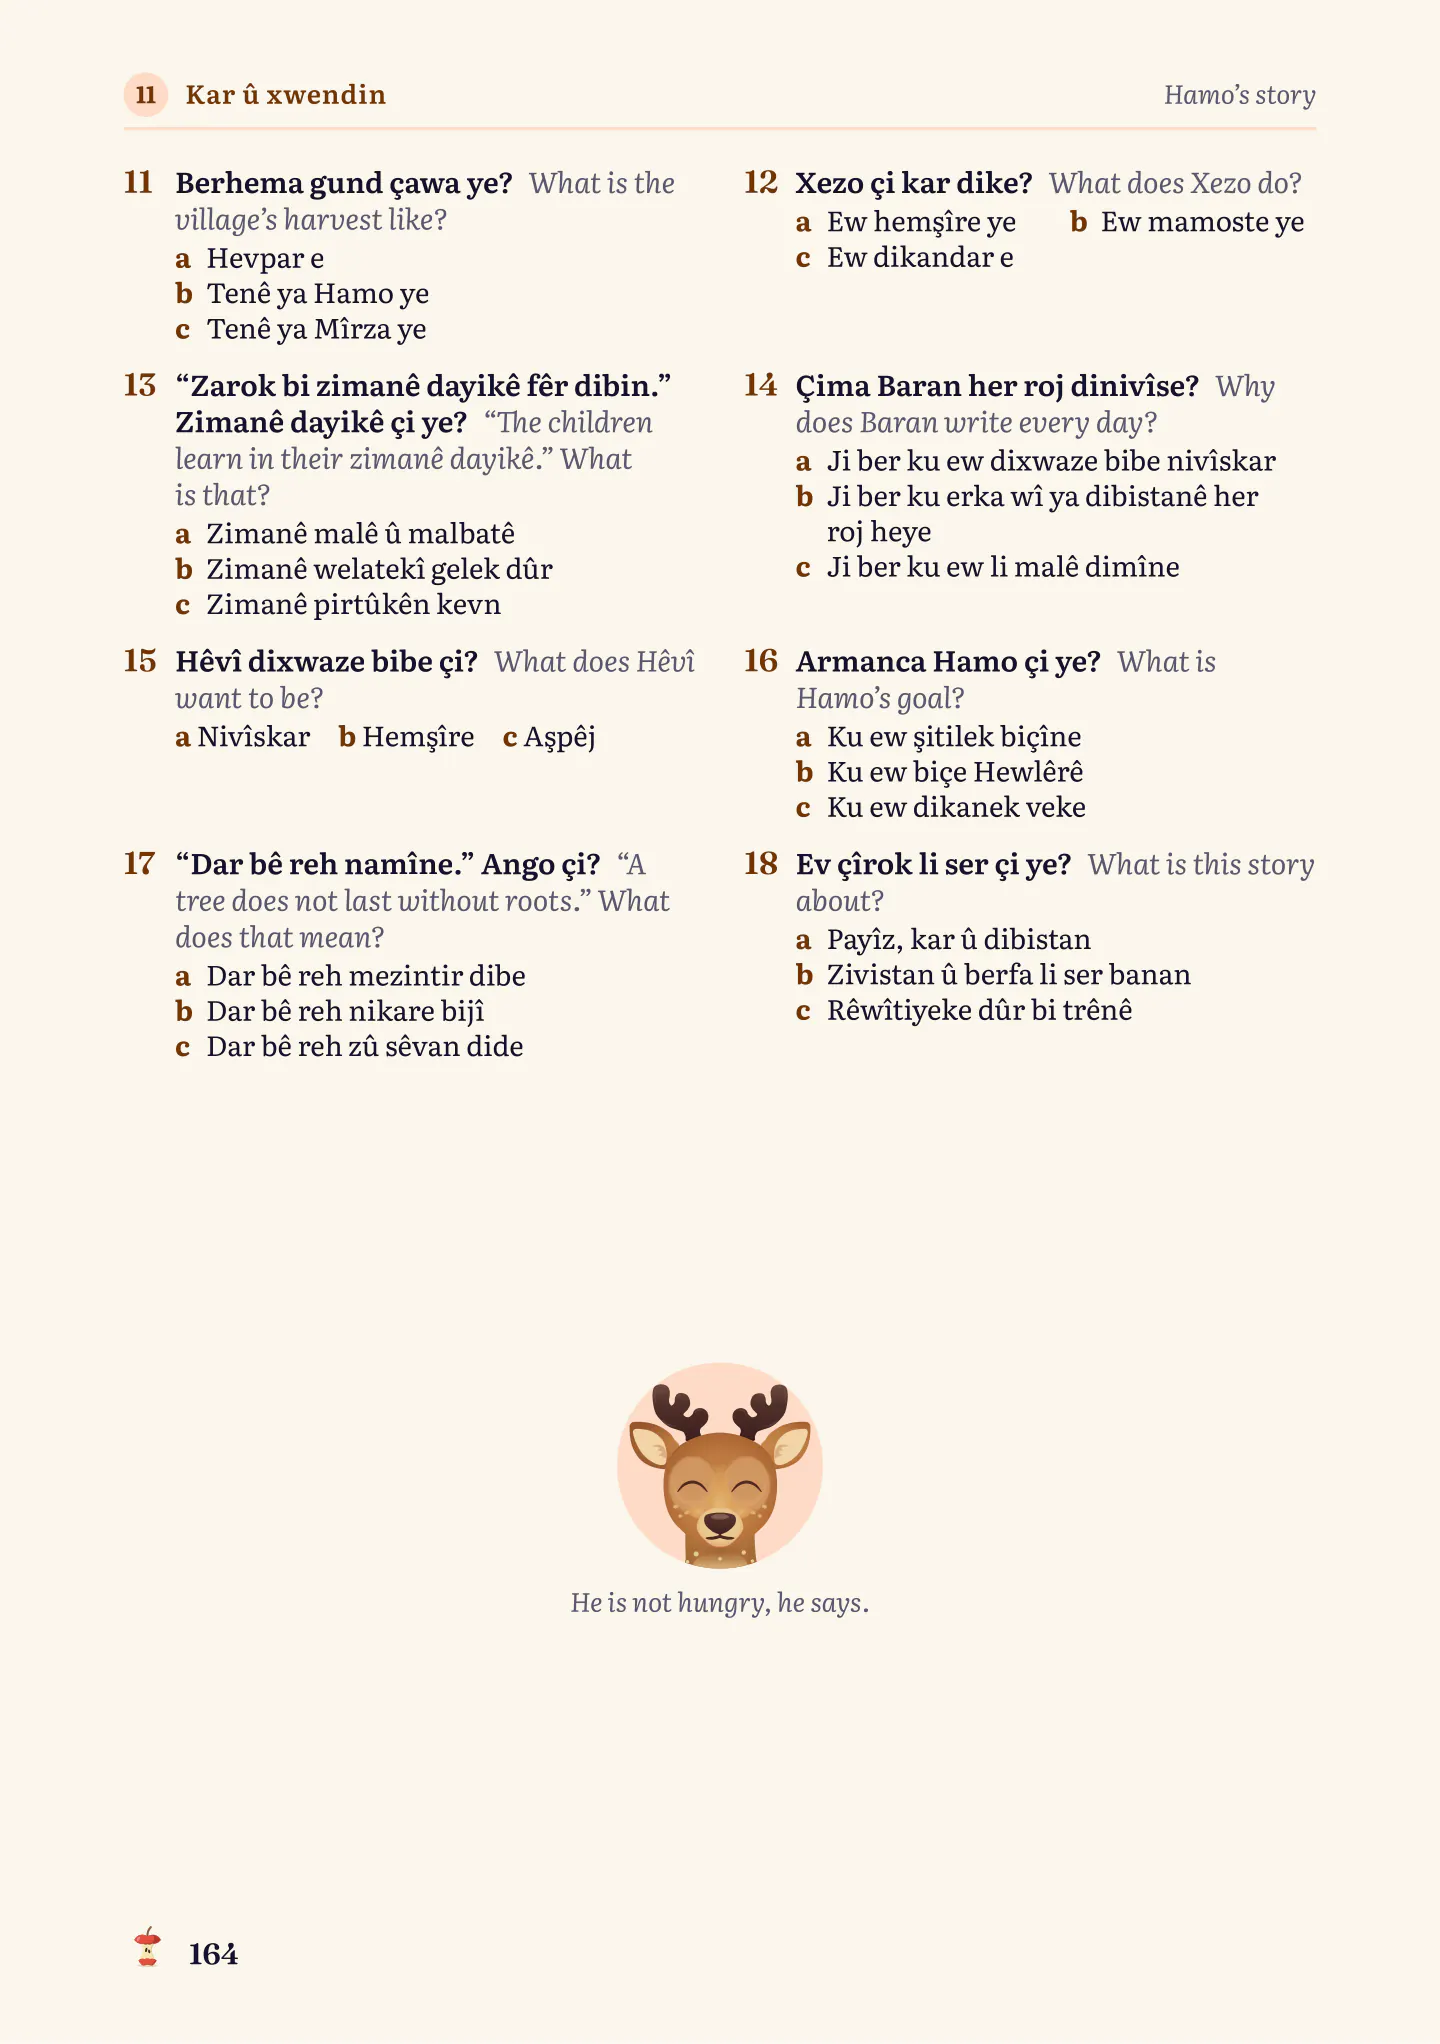 11 Kar û xwendin
Hamo’s story
11 Berhema gund çawa ye? What is the
village’s harvest like?
a Hevpar e
b Tenê ya Hamo ye
c Tenê ya Mîrza ye
12 Xezo çi kar dike? What does Xezo do?
a Ew hemşîre ye b Ew mamoste ye
c Ew dikandar e
13 “Zarok bi zimanê dayikê fêr dibin.”
Zimanê dayikê çi ye? “The children
learn in their zimanê dayikê.” What
is that?
a Zimanê malê û malbatê
b Zimanê welatekî gelek dûr
c Zimanê pirtûkên kevn
14 Çima Baran her roj dinivîse? Why
does Baran write every day?
a Ji ber ku ew dixwaze bibe nivîskar
b Ji ber ku erka wî ya dibistanê her
roj heye
c Ji ber ku ew li malê dimîne
15 Hêvî dixwaze bibe çi? What does Hêvî
want to be?
a Nivîskar b Hemşîre c Aşpêj
16 Armanca Hamo çi ye? What is
Hamo’s goal?
a Ku ew şitilek biçîne
b Ku ew biçe Hewlêrê
c Ku ew dikanek veke
17 “Dar bê reh namîne.” Ango çi? “A
tree does not last without roots.” What
does that mean?
a Dar bê reh mezintir dibe
b Dar bê reh nikare bijî
c Dar bê reh zû sêvan dide
18 Ev çîrok li ser çi ye? What is this story
about?
a Payîz, kar û dibistan
b Zivistan û berfa li ser banan
c Rêwîtiyeke dûr bi trênê
He is not hungry, he says.
164